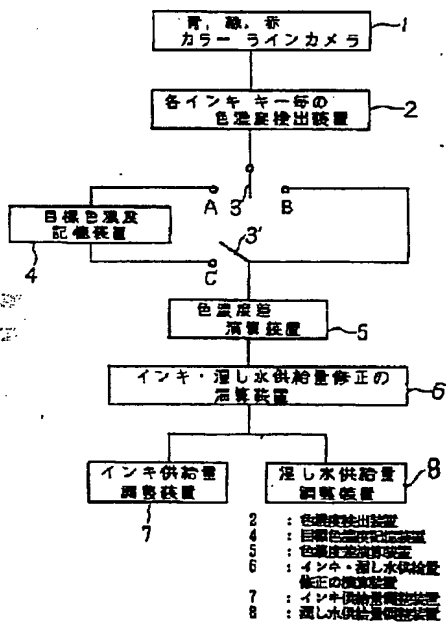 青, 緑, 赤
カラー ラインカメラ
1
各インキ キー毎の
色濃度検出装置
2
A
3
B
目標色濃度
記憶装置
4
3'
C
色濃度差
演算装置
5
インキ・湿し水供給量修正の
演算装置
6
インキ供給量
調整装置
7
湿し水供給量
調整装置
8
2 : 色濃度検出装置
4 : 目標色濃度記憶装置
5 : 色濃度差演算装置
6 : インキ・湿し水供給量
修正の演算装置
7 : インキ供給量調整装置
8 : 湿し水供給量調整装置